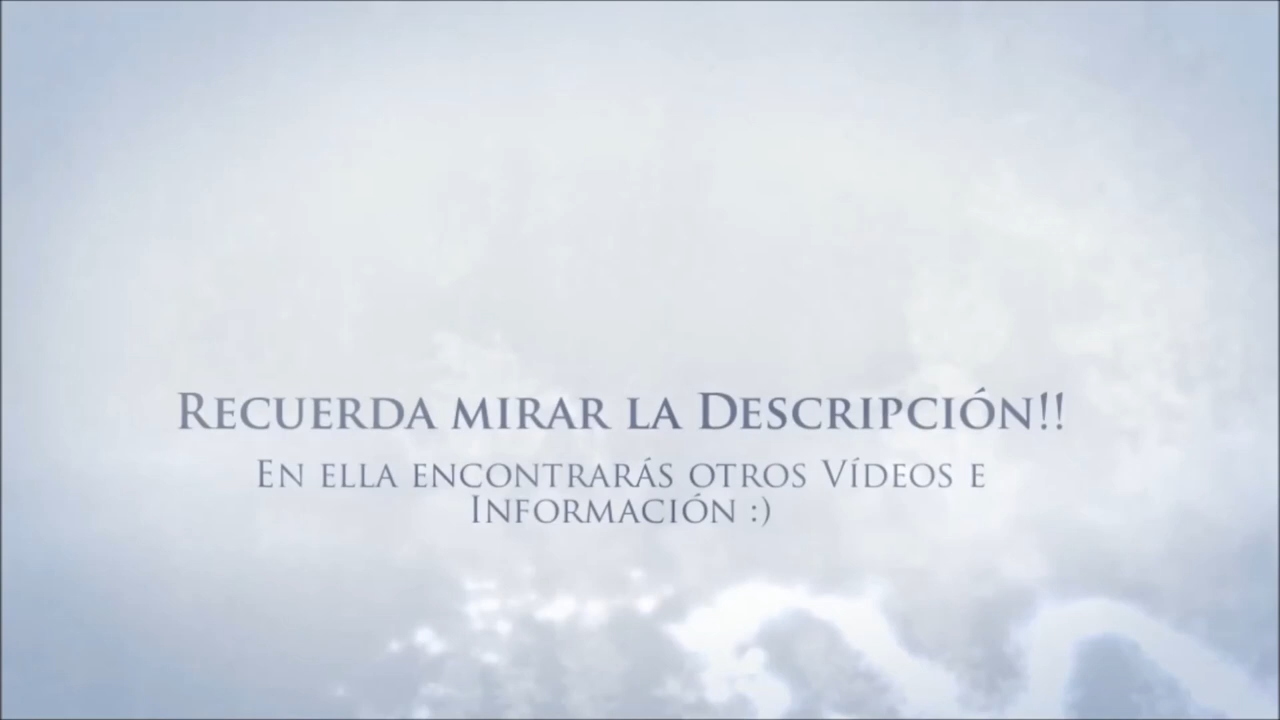 Recuerda mirar la Descripción!!
En ella encontrarás otros Vídeos e
Información :)